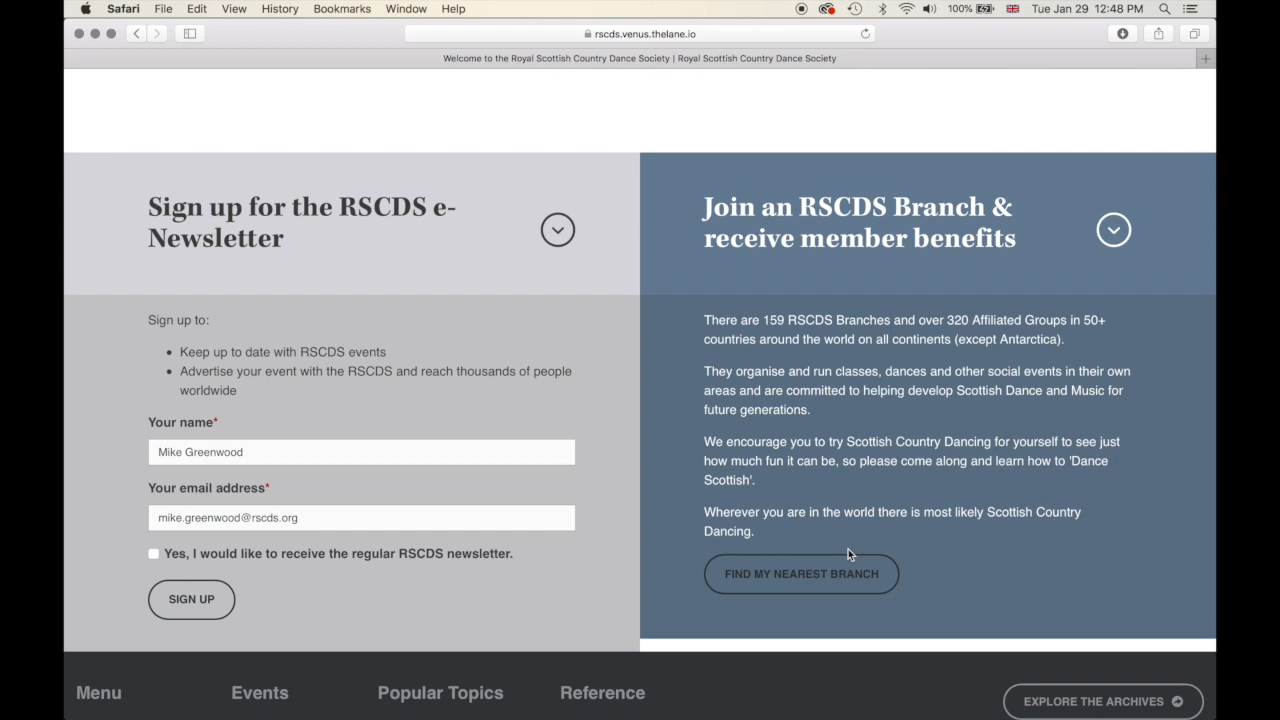 Safari File Edit View History Bookmarks Window Help 100% Tue Jan 29 12:48 PM
rscds.venus.thelane.io
Welcome to the Royal Scottish Country Dance Society | Royal Scottish Country Dance Society
Sign up for the RSCDS e-
Newsletter
Sign up to:
• Keep up to date with RSCDS events
• Advertise your event with the RSCDS and reach thousands of people
worldwide
Your name*
Mike Greenwood
Your email address*
mike.greenwood@rscds.org
Yes, I would like to receive the regular RSCDS newsletter.
SIGN UP
Join an RSCDS Branch &
receive member benefits
There are 159 RSCDS Branches and over 320 Affiliated Groups in 50+
countries around the world on all continents (except Antarctica).
They organise and run classes, dances and other social events in their own
areas and are committed to helping develop Scottish Dance and Music for
future generations.
We encourage you to try Scottish Country Dancing for yourself to see just
how much fun it can be, so please come along and learn how to 'Dance
Scottish'.
Wherever you are in the world there is most likely Scottish Country
Dancing.
FIND MY NEAREST BRANCH
Menu Events Popular Topics Reference
EXPLORE THE ARCHIVES